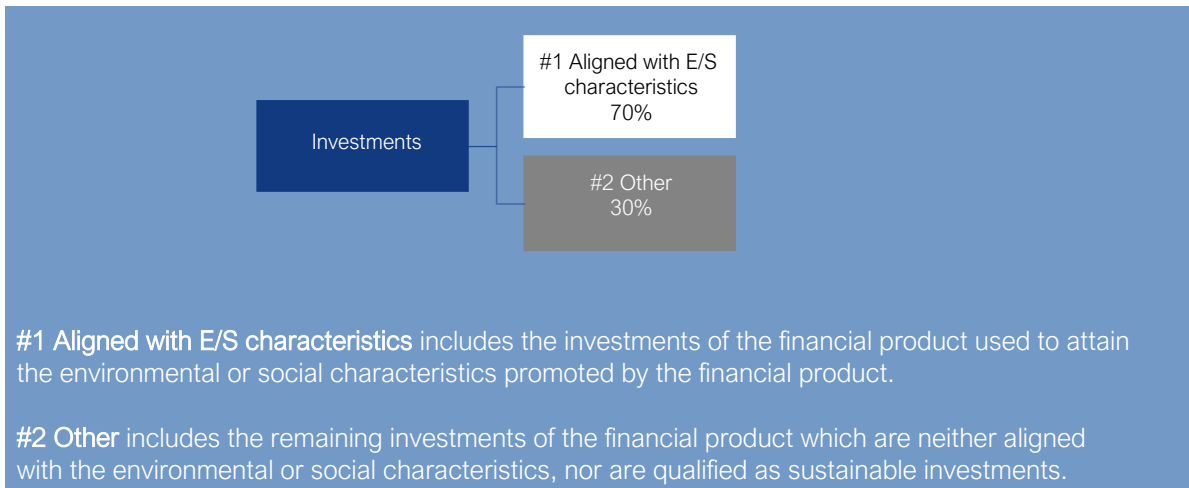 #1 Aligned with E/S
characteristics
70%
Investments
#2 Other
30%
#1 Aligned with E/S characteristics includes the investments of the financial product used to attain
the environmental or social characteristics promoted by the financial product.
#2 Other includes the remaining investments of the financial product which are neither aligned
with the environmental or social characteristics, nor are qualified as sustainable investments.